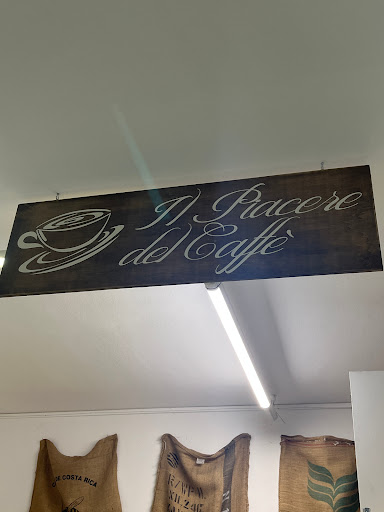 Il Piacere
del Caffè
COSTA RICA